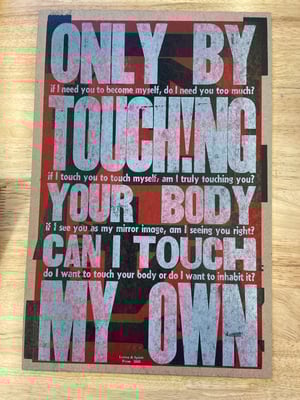 ONLY BY
if I need you to become myself, do I need you too much?
TOUCHING
if I touch you to touch myself, am I truly touching you?
YOUR BODY
if I see you as my mirror image, am I seeing you right?
CAN I TOUCH
do I want to touch your body or do I want to inhabit it?
MY OWN
Press